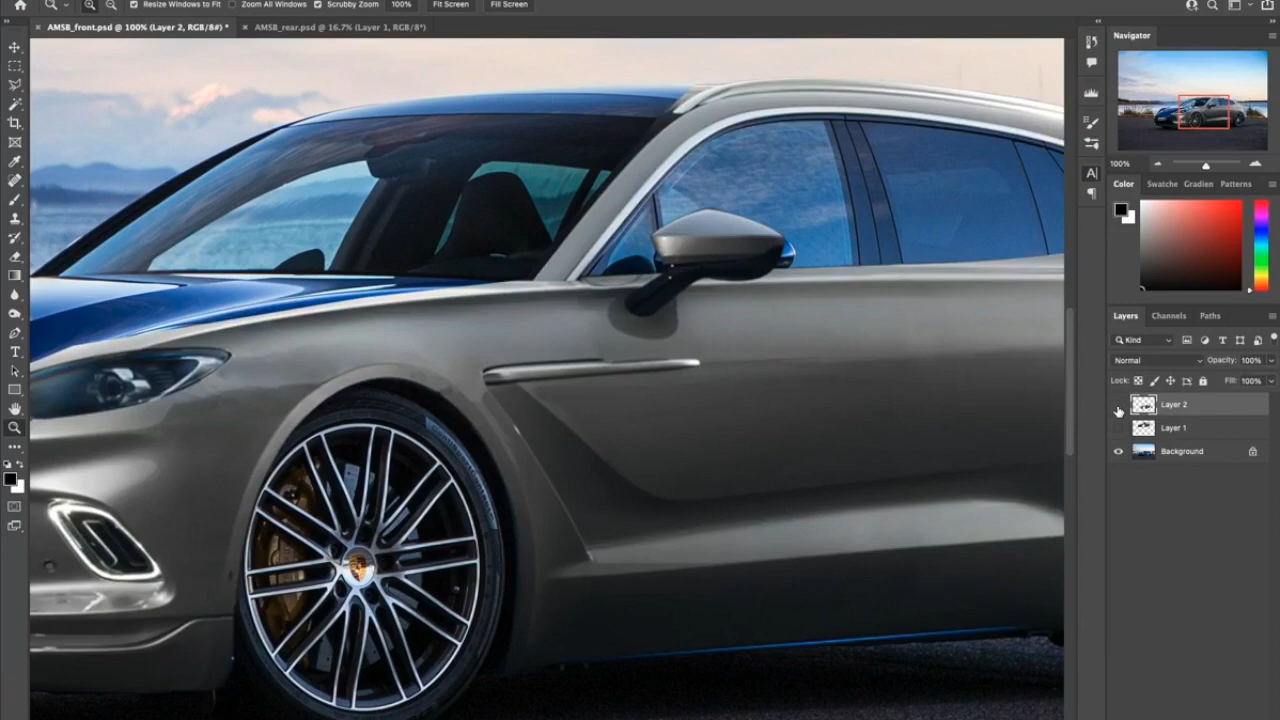 Resize Windows to Fit Zoom All Windows Scrubby Zoom 100% Fit Screen Fill Screen
AMSB_front.psd @ 100% (Layer 2, RGB/8#) * AMSB_rear.psd @ 16.7% (Layer 1, RGB/8*)
Navigator
100%
Color Swatche Gradien Patterns
Layers Channels Paths
Kind
Normal Opacity: 100%
Lock: Fill: 100%
Layer 2
Layer 1
Background